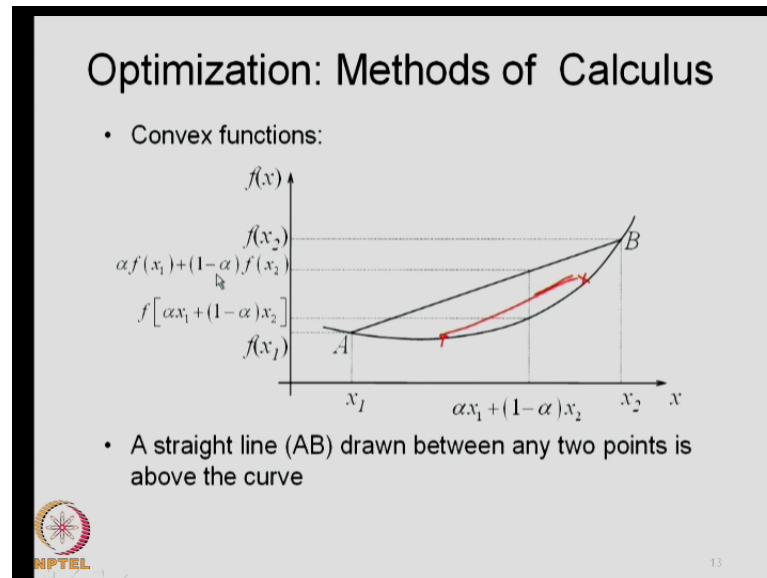 Optimization: Methods of Calculus
• Convex functions:
f(x)
f(x₂)
αf(x₁)+(1-α)f(x₂)
f[αx₁+(1-α)x₂]
f(x₁)
A
B
x₁
αx₁+(1-α)x₂
x₂
x
• A straight line (AB) drawn between any two points is
above the curve
NPTEL
13